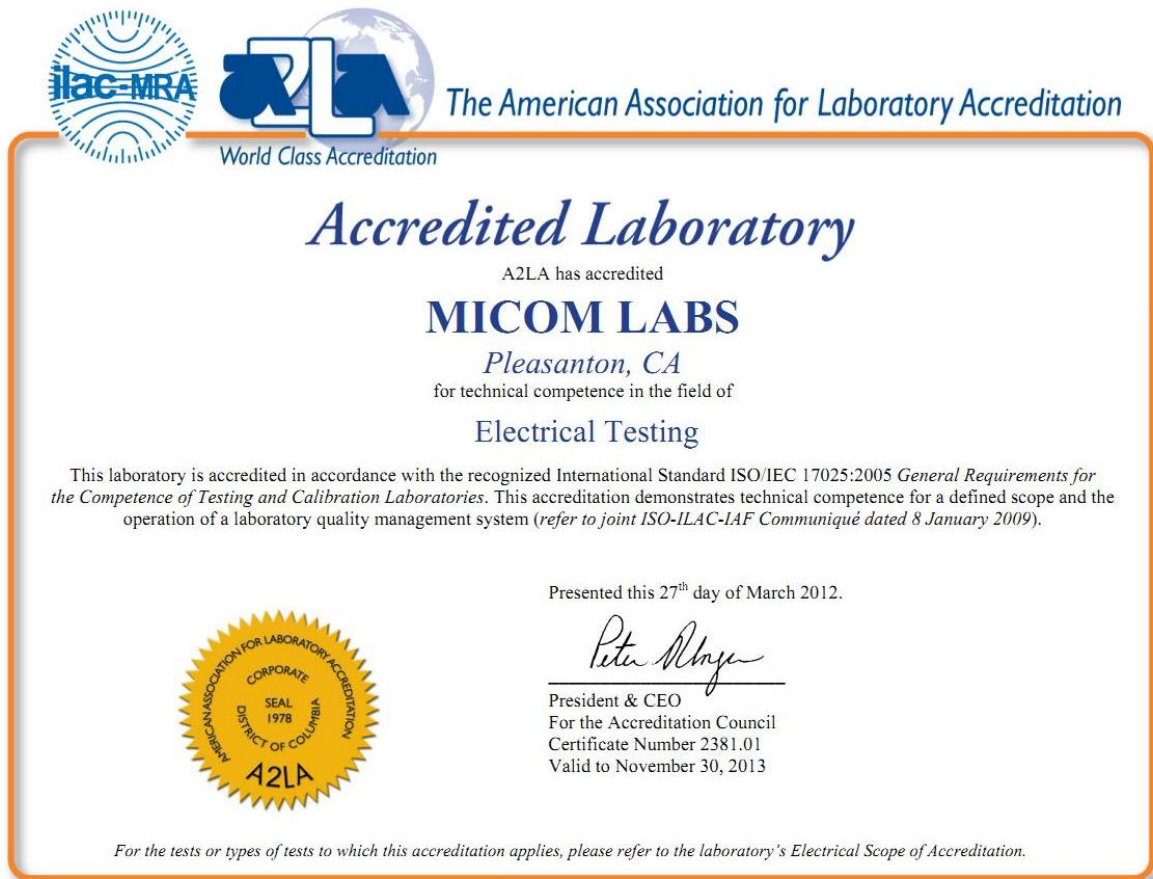 ilac-MRA
A2LA
The American Association for Laboratory Accreditation
World Class Accreditation
Accredited Laboratory
A2LA has accredited
MICOM LABS
Pleasanton, CA
for technical competence in the field of
Electrical Testing
This laboratory is accredited in accordance with the recognized International Standard ISO/IEC 17025:2005 General Requirements for
the Competence of Testing and Calibration Laboratories. This accreditation demonstrates technical competence for a defined scope and the
operation of a laboratory quality management system (refer to joint ISO-ILAC-IAF Communiqué dated 8 January 2009).
Presented this 27th day of March 2012.
Peter
President & CEO
For the Accreditation Council
Certificate Number 2381.01
Valid to November 30, 2013
AMERICAN ASSOCIATION FOR LABORATORY ACCREDITATION
CORPORATE
SEAL
1978
DISTRICT OF COLUMBIA
A2LA
For the tests or types of tests to which this accreditation applies, please refer to the laboratory's Electrical Scope of Accreditation.